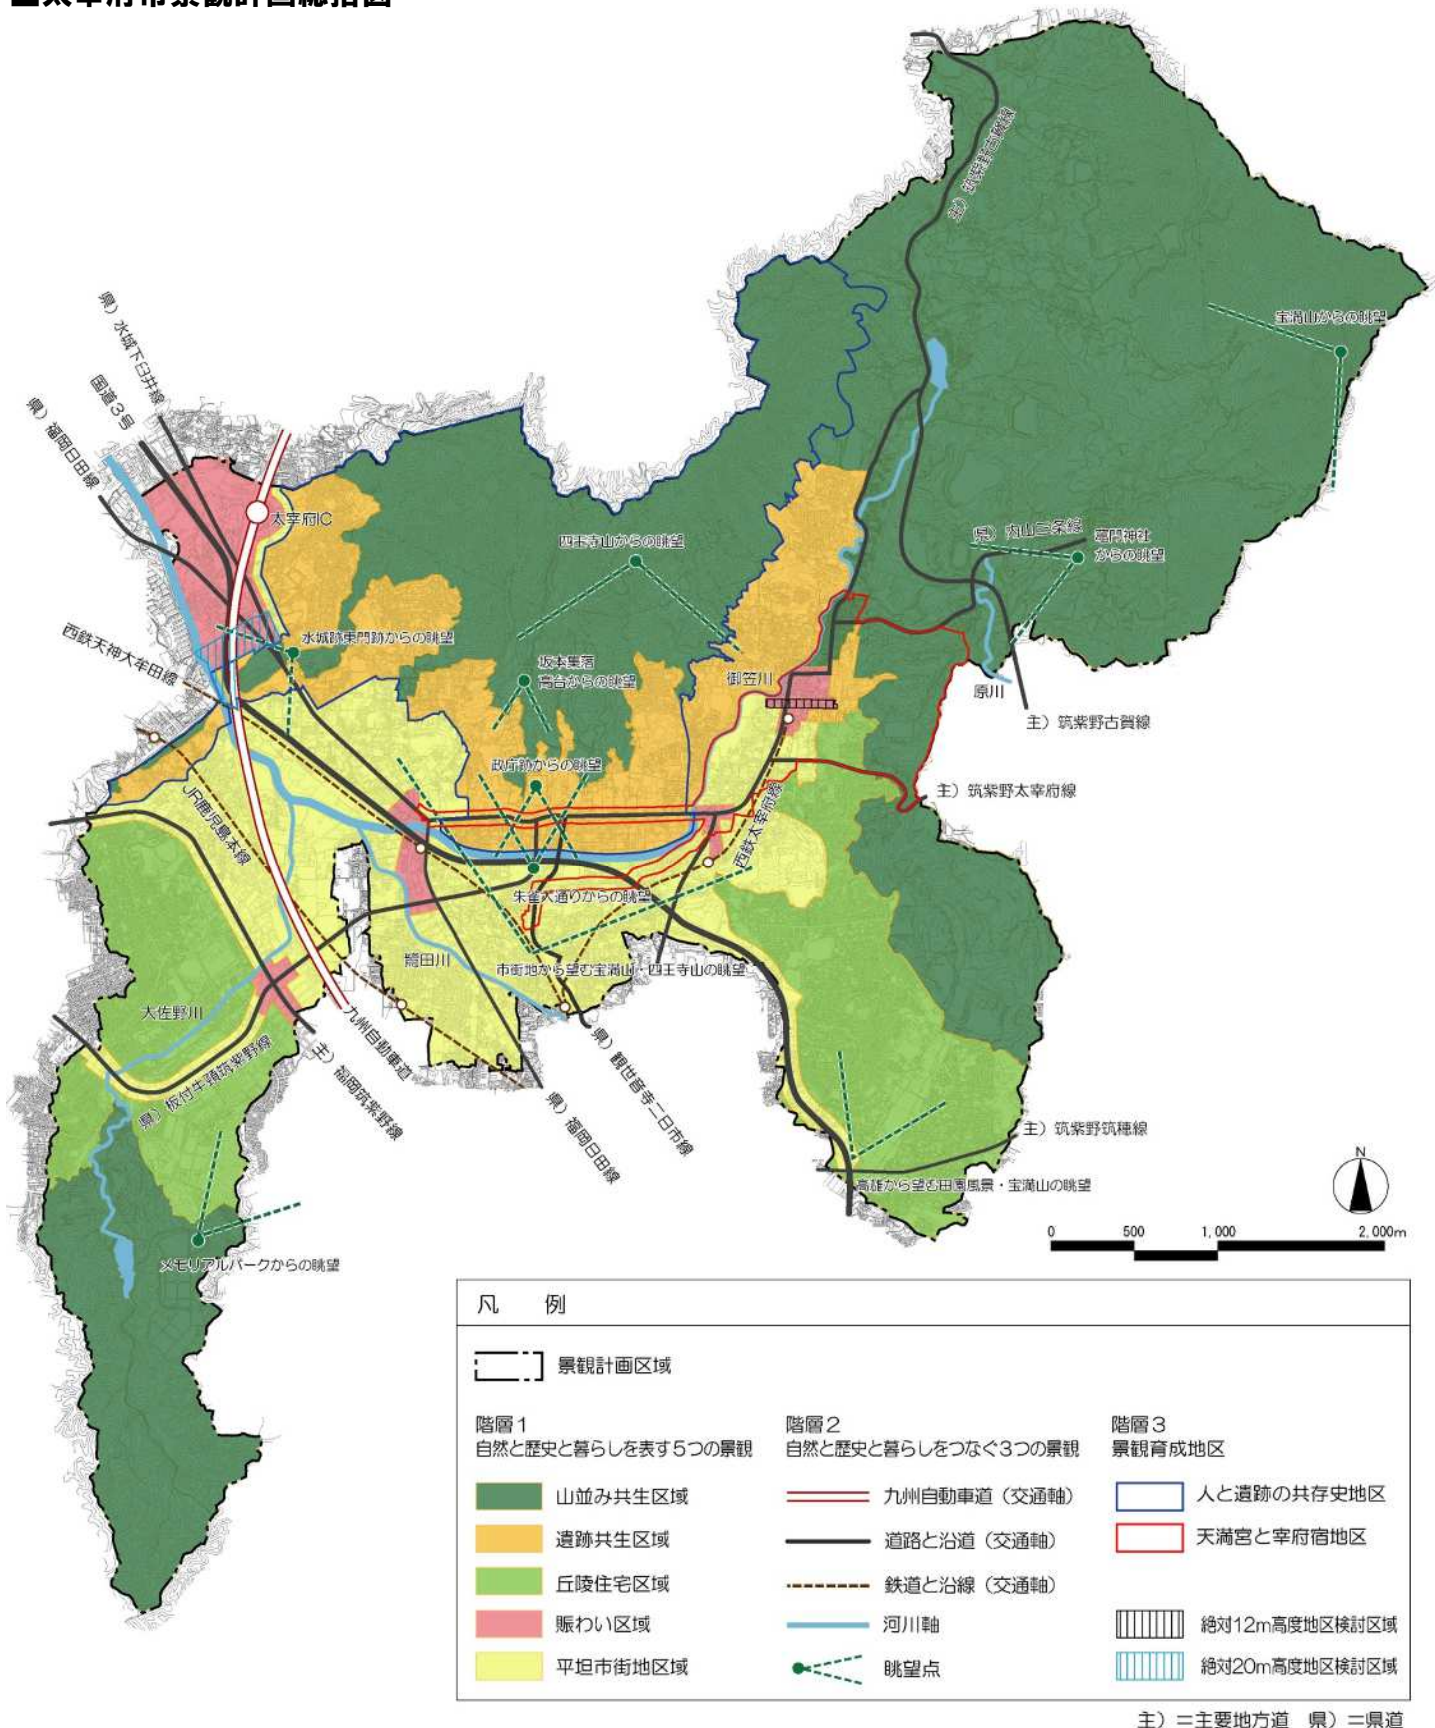 ■太宰府市景観計画総括図
主）筑紫野古賀線
宝満山からの眺望
県）水城下臼井線
国道3号
県）福岡日田線
太宰府IC
四王寺山からの眺望
県）内山三条線
竈門神社
からの眺望
水城跡東門跡からの眺望
西鉄天神大牟田線
坂本集落
高台からの眺望
御笠川
原川
主）筑紫野古賀線
政庁跡からの眺望
主）筑紫野太宰府線
JR鹿児島本線
西鉄太宰府線
朱雀大通りからの眺望
鷺田川
市街地から望む宝満山・四王寺山の眺望
大佐野川
九州自動車道
県）観世音寺二日市線
県）板付牛頸筑紫野線
主）福岡筑紫野線
県）福岡日田線
主）筑紫野筑穂線
高雄から望む田園風景・宝満山の眺望
N
0 500 1,000 2,000m
メモリアルパークからの眺望
凡 例
景観計画区域
階層1
自然と歴史と暮らしを表す5つの景観
山並み共生区域
遺跡共生区域
丘陵住宅区域
賑わい区域
平坦市街地区域
階層2
自然と歴史と暮らしをつなぐ3つの景観
九州自動車道（交通軸）
道路と沿道（交通軸）
鉄道と沿線（交通軸）
河川軸
眺望点
階層3
景観育成地区
人と遺跡の共存史地区
天満宮と宰府宿地区
絶対12m高度地区検討区域
絶対20m高度地区検討区域
主）＝主要地方道 県）＝県道